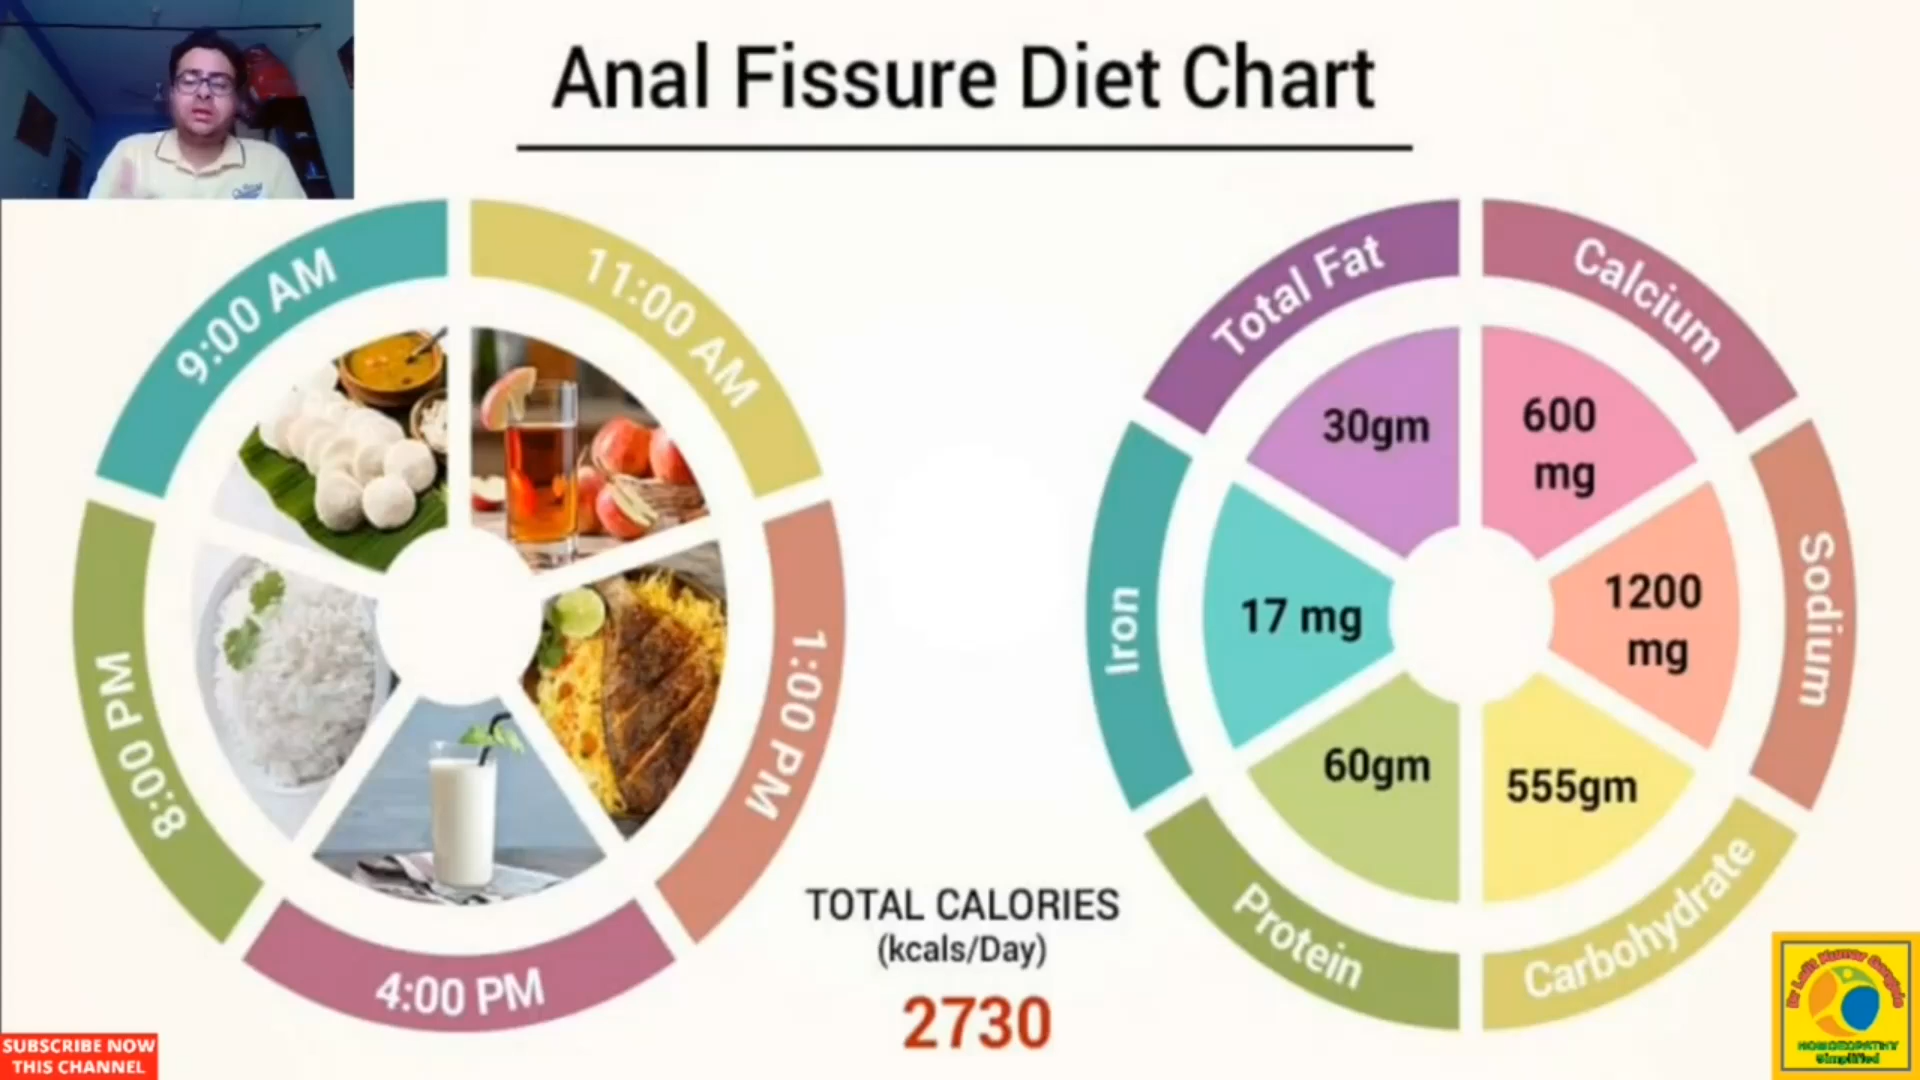 Anal Fissure Diet Chart
9:00 AM
11:00 AM
1:00 PM
4:00 PM
8:00 PM
Total Fat
30gm
Calcium
600
mg
Sodium
1200
mg
Carbohydrate
555gm
Protein
60gm
Iron
17 mg
TOTAL CALORIES
(kcals/Day)
2730
SUBSCRIBE NOW
THIS CHANNEL
HOMOEOPATHY
Simplified